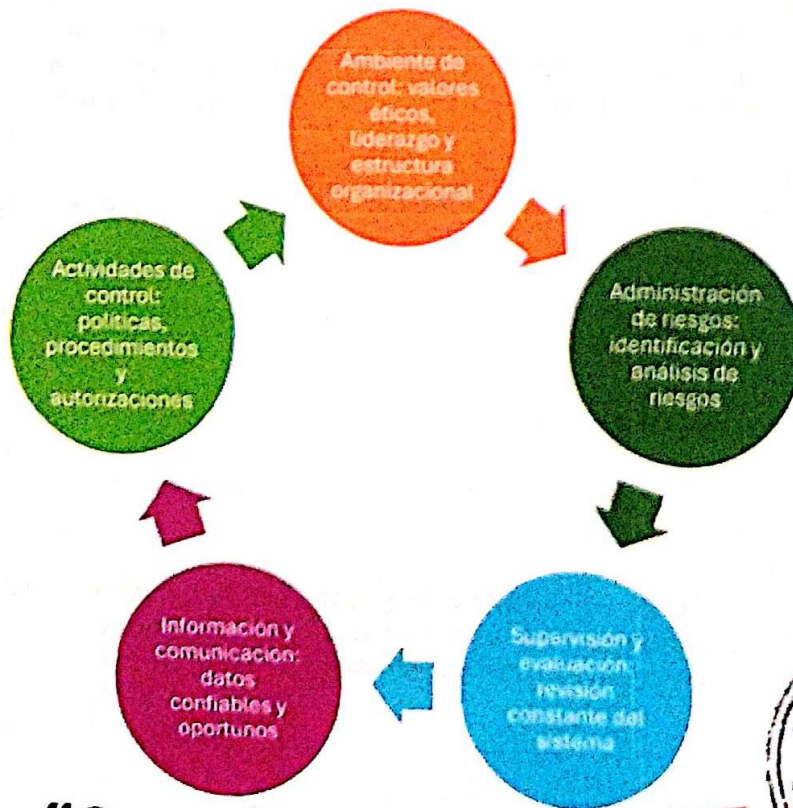 Ambiente de
control: valores
éticos,
liderazgo y
estructura
organizacional
Administración
de riesgos:
identificación y
análisis de
riesgos
Supervisión y
evaluación:
revisión
constante del
sistema
Información y
comunicación:
datos
confiables y
oportunos
Actividades de
control:
políticas,
procedimientos
y
autorizaciones